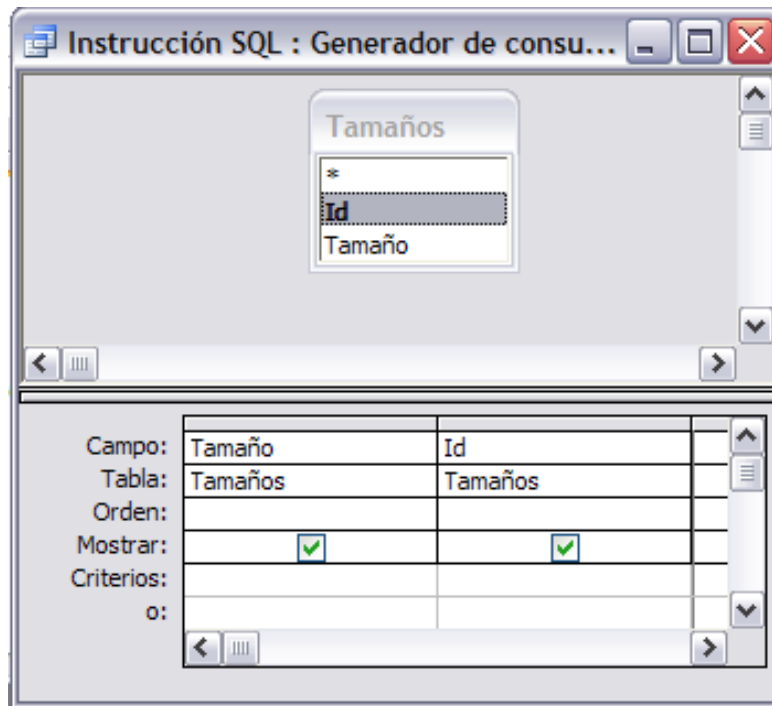 Instrucción SQL : Generador de consu...
Tamaños
*
Id
Tamaño
Campo: Tamaño Id
Tabla: Tamaños Tamaños
Orden:
Mostrar:
Criterios:
o: